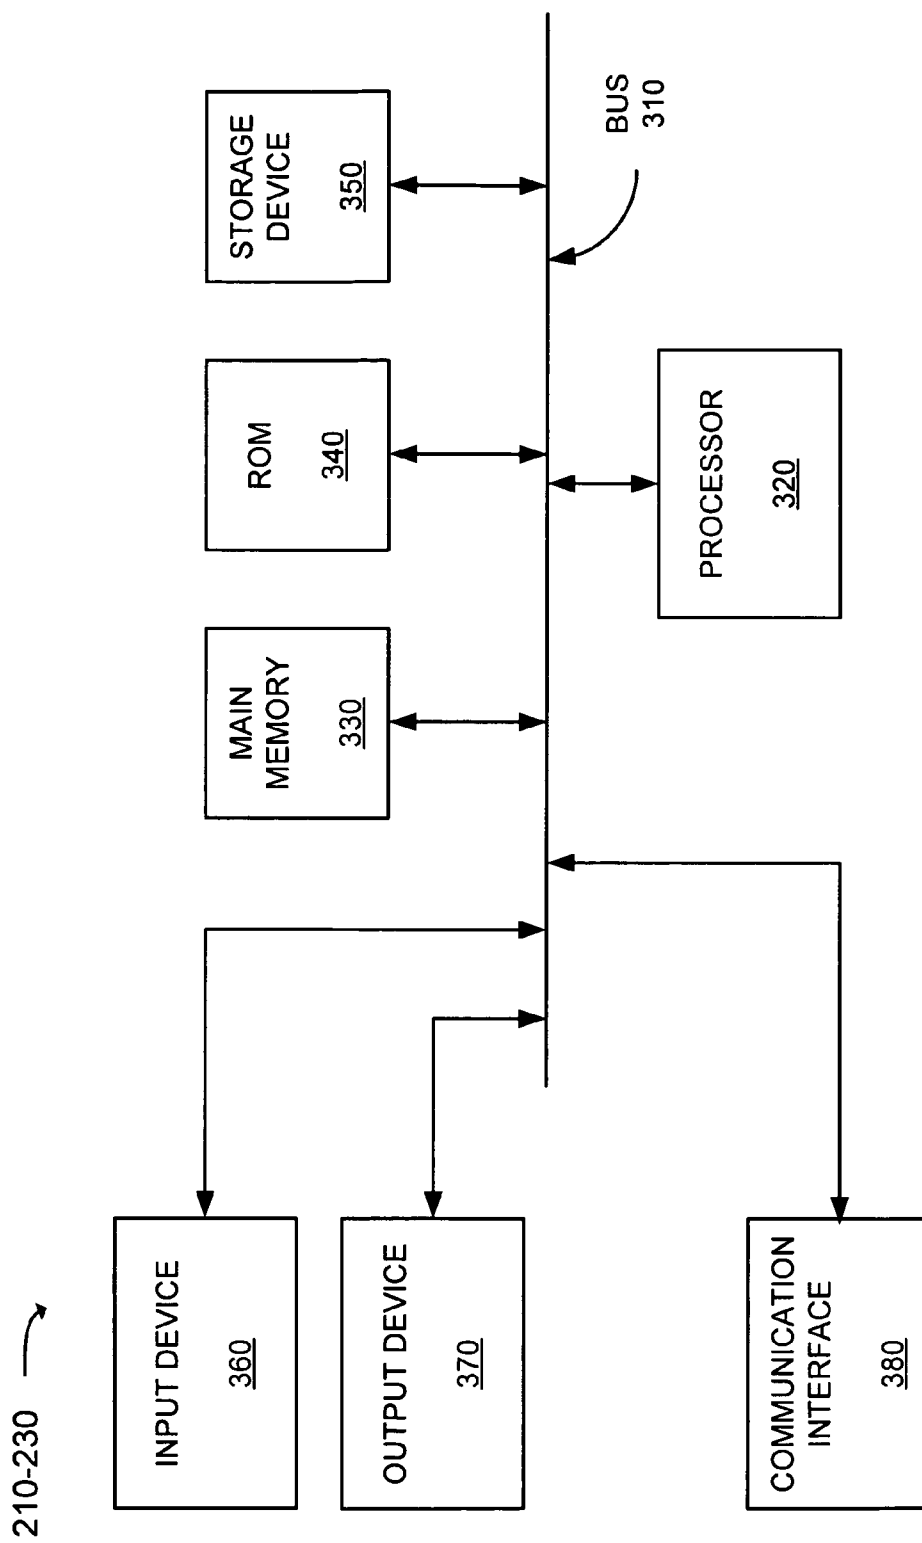 210-230
INPUT DEVICE
360
OUTPUT DEVICE
370
COMMUNICATION
INTERFACE
380
MAIN
MEMORY
330
ROM
340
STORAGE
DEVICE
350
PROCESSOR
320
BUS
310